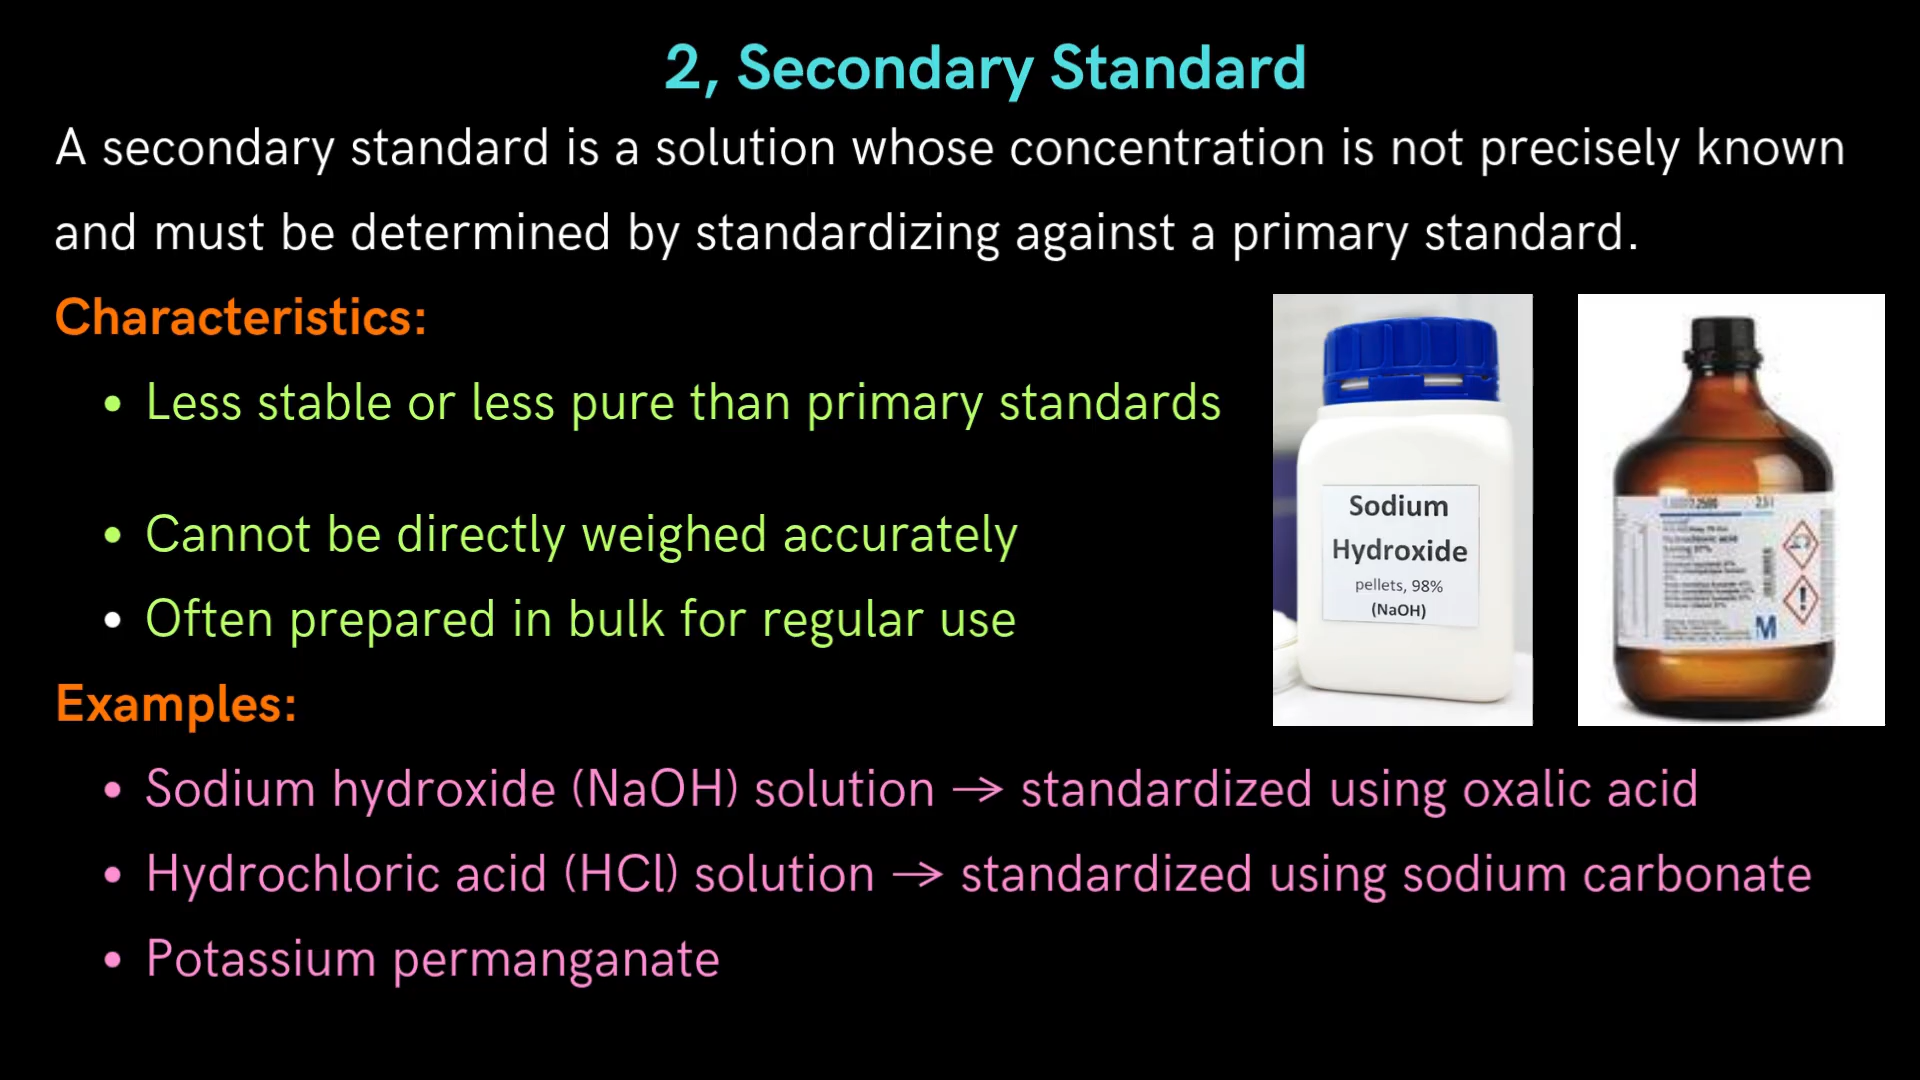 2, Secondary Standard
A secondary standard is a solution whose concentration is not precisely known
and must be determined by standardizing against a primary standard.
Characteristics:
• Less stable or less pure than primary standards
• Cannot be directly weighed accurately
• Often prepared in bulk for regular use
Sodium
Hydroxide
pellets, 98%
(NaOH)
M
Examples:
• Sodium hydroxide (NaOH) solution → standardized using oxalic acid
• Hydrochloric acid (HCl) solution → standardized using sodium carbonate
• Potassium permanganate